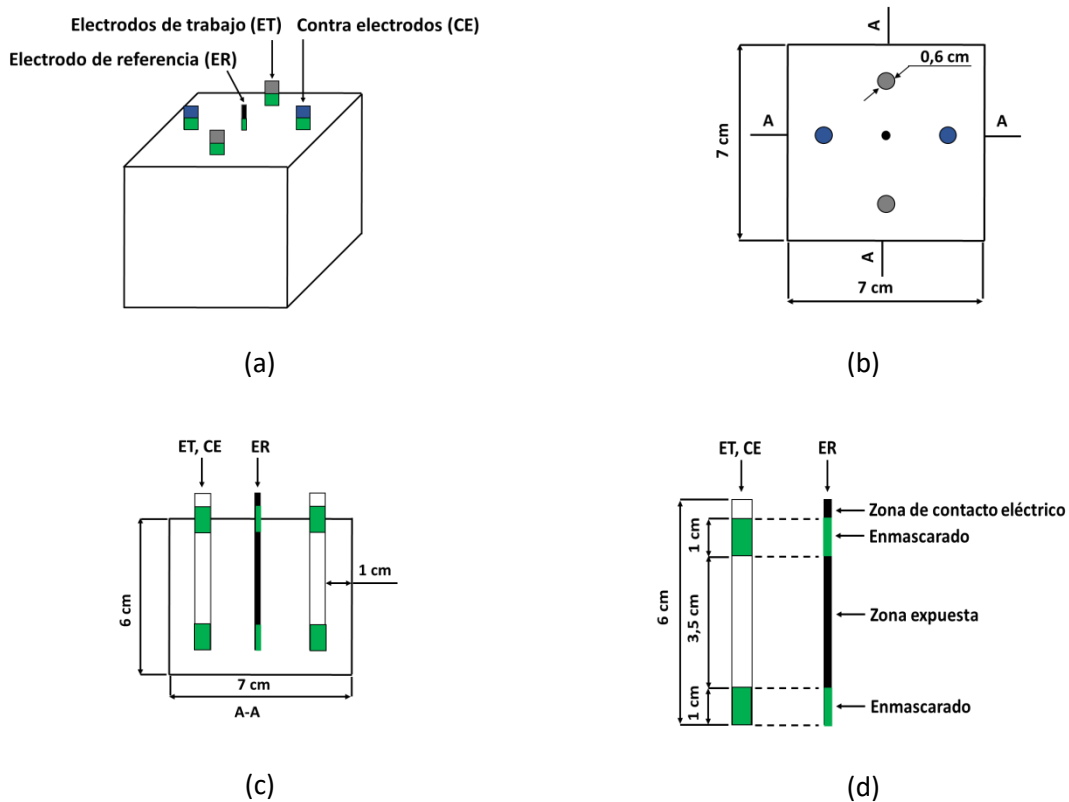 Electrodos de trabajo (ET)
Contra electrodos (CE)
Electrodo de referencia (ER)
(a)
A
0,6 cm
A
A
7 cm
A
7 cm
(b)
ET, CE
ER
1 cm
6 cm
7 cm
A-A
(c)
ET, CE
ER
Zona de contacto eléctrico
1 cm
Enmascarado
6 cm
3,5 cm
Zona expuesta
1 cm
Enmascarado
(d)